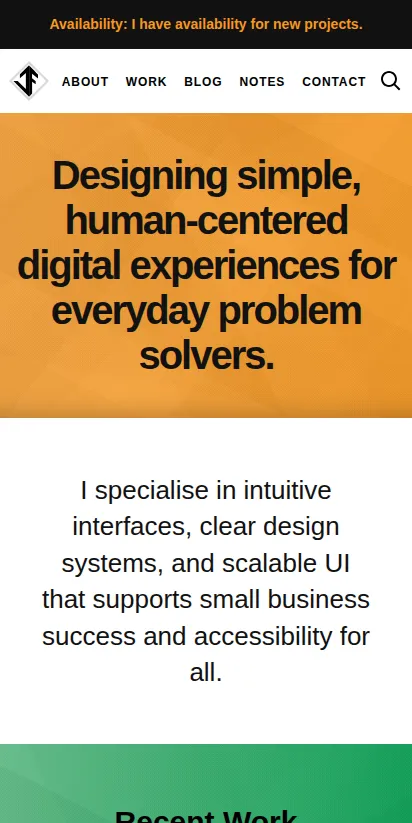 Availability: I have availability for new projects.
ABOUT WORK BLOG NOTES CONTACT
Designing simple,
human-centered
digital experiences for
everyday problem
solvers.
I specialise in intuitive
interfaces, clear design
systems, and scalable UI
that supports small business
success and accessibility for
all.
Recent Work